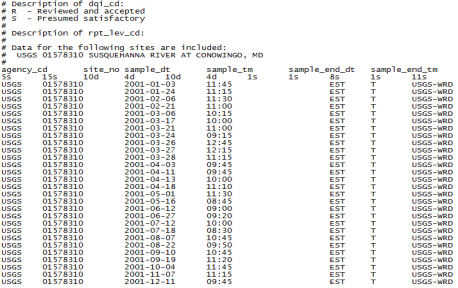 # Description of dqi_cd:
# R  - Reviewed and accepted
# S  - Presumed satisfactory
#
# Description of rpt_lev_cd:
#
# Data for the following sites are included:
#  USGS 01578310 SUSQUEHANNA RIVER AT CONOWINGO, MD
#
agency_cd site_no sample_dt sample_tm sample_end_dt sample_end_tm
5s 15s 10d 4d 10d 4d 1s 1s 8s 1s 11s
USGS 01578310 2001-01-03 11:45 EST T USGS-WRD
USGS 01578310 2001-01-24 11:15 EST T USGS-WRD
USGS 01578310 2001-02-06 11:30 EST T USGS-WRD
USGS 01578310 2001-02-21 11:00 EST T USGS-WRD
USGS 01578310 2001-03-06 10:15 EST T USGS-WRD
USGS 01578310 2001-03-17 10:00 EST T USGS-WRD
USGS 01578310 2001-03-21 11:00 EST T USGS-WRD
USGS 01578310 2001-03-24 09:15 EST T USGS-WRD
USGS 01578310 2001-03-26 12:45 EST T USGS-WRD
USGS 01578310 2001-03-27 12:15 EST T USGS-WRD
USGS 01578310 2001-03-28 11:15 EST T USGS-WRD
USGS 01578310 2001-04-03 09:45 EST T USGS-WRD
USGS 01578310 2001-04-11 09:45 EST T USGS-WRD
USGS 01578310 2001-04-13 10:00 EST T USGS-WRD
USGS 01578310 2001-04-18 11:10 EST T USGS-WRD
USGS 01578310 2001-05-01 11:30 EST T USGS-WRD
USGS 01578310 2001-05-16 08:45 EST T USGS-WRD
USGS 01578310 2001-06-12 09:00 EST T USGS-WRD
USGS 01578310 2001-06-27 09:20 EST T USGS-WRD
USGS 01578310 2001-07-12 10:00 EST T USGS-WRD
USGS 01578310 2001-07-18 08:30 EST T USGS-WRD
USGS 01578310 2001-08-07 10:45 EST T USGS-WRD
USGS 01578310 2001-08-22 09:50 EST T USGS-WRD
USGS 01578310 2001-09-10 10:45 EST T USGS-WRD
USGS 01578310 2001-09-19 11:20 EST T USGS-WRD
USGS 01578310 2001-10-04 11:45 EST T USGS-WRD
USGS 01578310 2001-11-07 11:15 EST T USGS-WRD
USGS 01578310 2001-12-11 09:45 EST T USGS-WRD